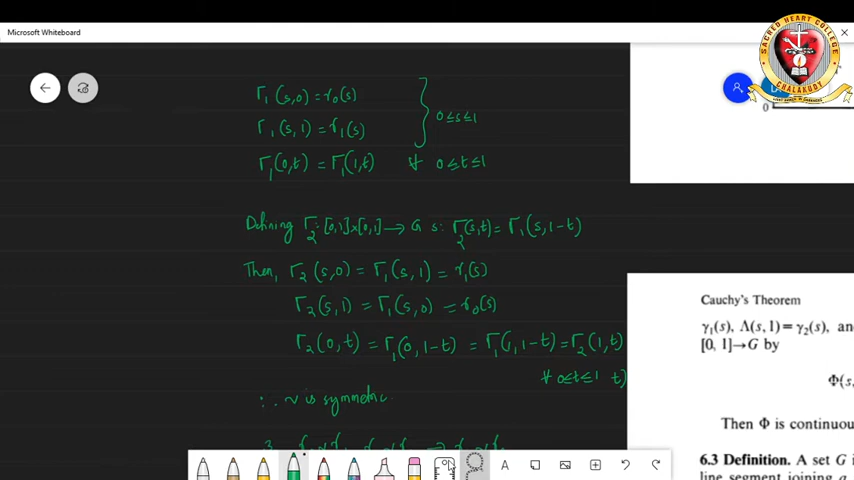 Microsoft Whiteboard
SACRED HEART COLLEGE
CHALAKUDY
Γ₁(s,0)=γ₀(s)
Γ₁(s,1)=γ₁(s) } 0≤s≤1
Γ₁(0,t)=Γ₁(1,t) ∀ 0≤t≤1
0
Defining Γ₂:[0,1]x[0,1]→G s: Γ₂(s,t)=Γ₁(s,1-t)
Then, Γ₂(s,0)=Γ₁(s,1)=γ₁(s)
Γ₂(s,1)=Γ₁(s,0)=γ₀(s)
Γ₂(0,t)=Γ₁(0,1-t)=Γ₁(1,1-t)=Γ₂(1,t)
∀ 0≤t≤1 t)
∴ ~ is symmetric
Cauchy's Theorem
γ₁(s), Λ(s,1)=γ₂(s), and
[0, 1]→G by
Φ(s,
Then Φ is continuou
6.3 Definition. A set G i
line segment joining a